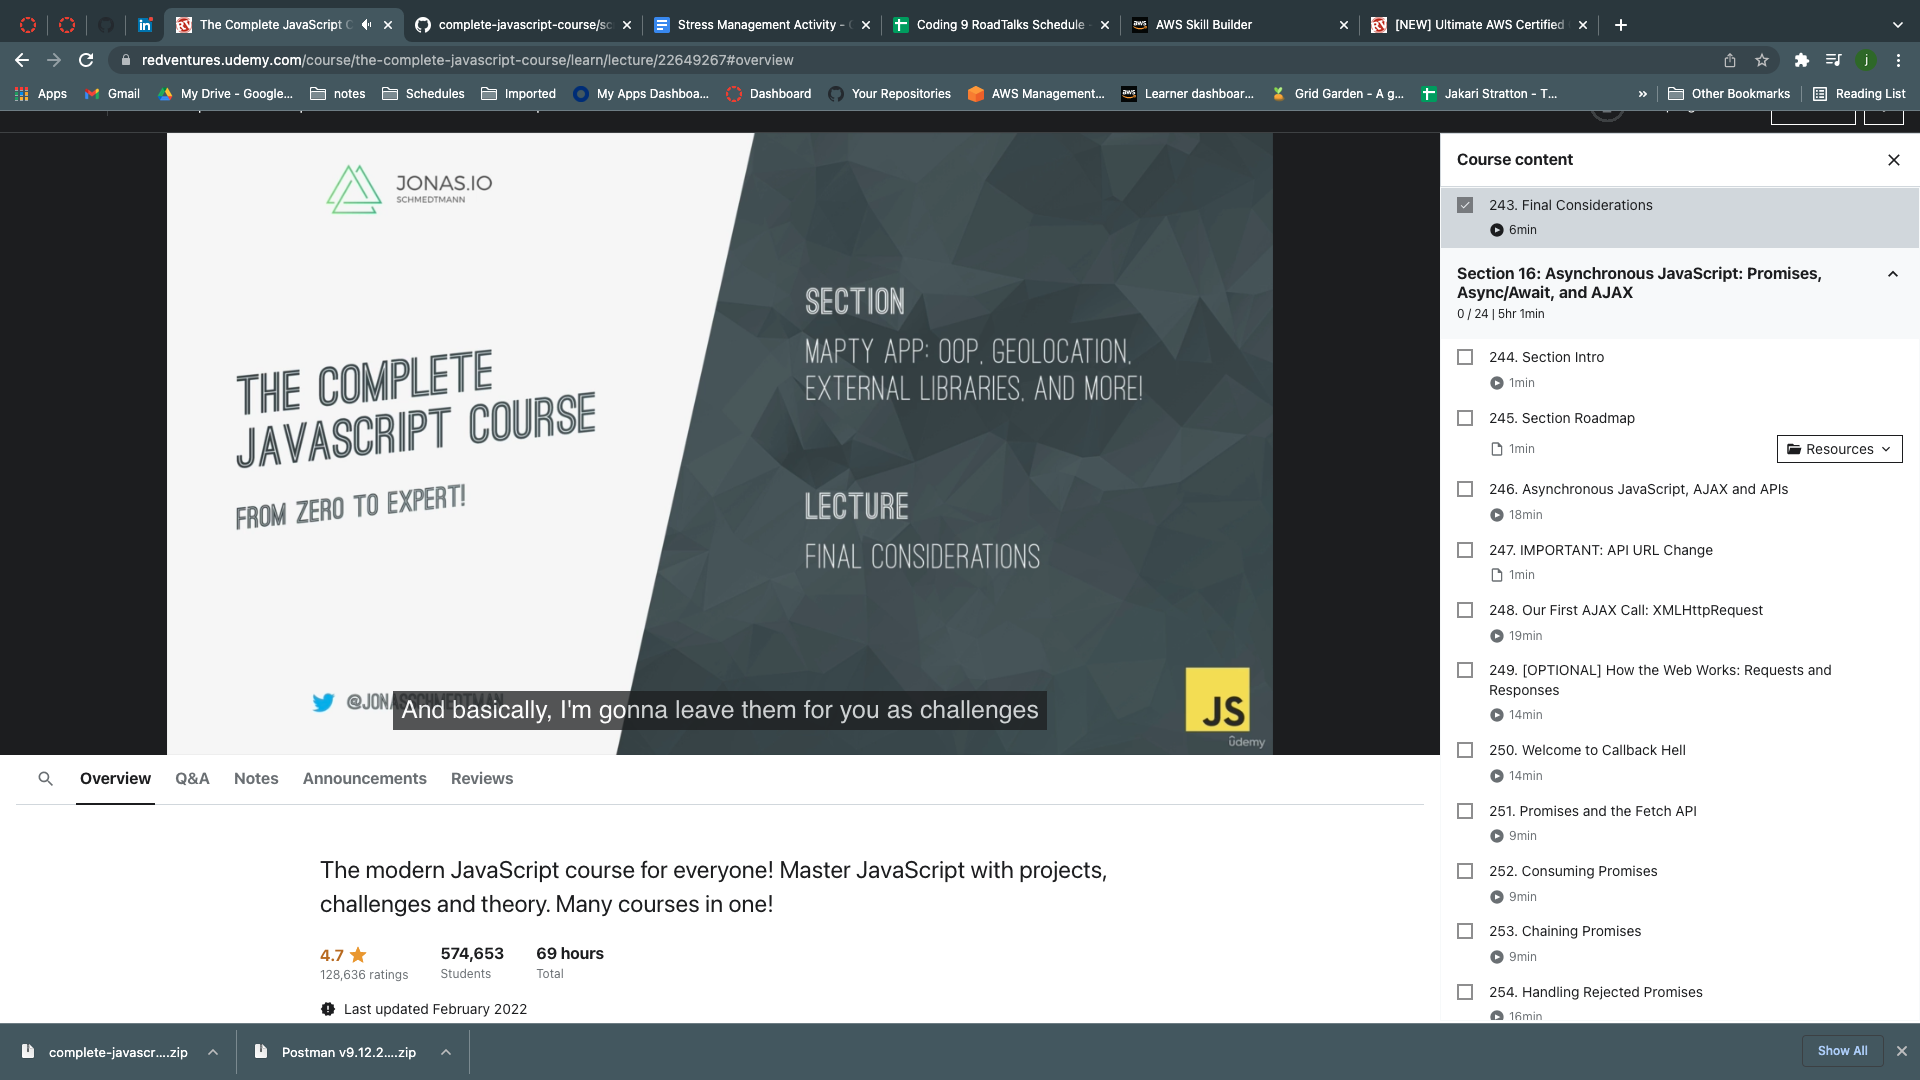 The Complete JavaScript C
complete-javascript-course/sc
Stress Management Activity -
Coding 9 RoadTalks Schedule
AWS Skill Builder
[NEW] Ultimate AWS Certified
redventures.udemy.com/course/the-complete-javascript-course/learn/lecture/22649267#overview
j
Apps
Gmail
My Drive - Google...
notes
Schedules
Imported
My Apps Dashboa...
Dashboard
Your Repositories
AWS Management...
Learner dashboar...
Grid Garden - A g...
Jakari Stratton - T...
»
Other Bookmarks
Reading List
JONAS.IO
SCHMEDTMANN
THE COMPLETE
JAVASCRIPT COURSE
FROM ZERO TO EXPERT!
SECTION
MAPTY APP: OOP, GEOLOCATION,
EXTERNAL LIBRARIES, AND MORE!
LECTURE
FINAL CONSIDERATIONS
@JONASSCHMEDTMAN
And basically, I'm gonna leave them for you as challenges
JS
udemy
Course content
243. Final Considerations
6min
Section 16: Asynchronous JavaScript: Promises,
Async/Await, and AJAX
0 / 24 | 5hr 1min
244. Section Intro
1min
245. Section Roadmap
1min
Resources
246. Asynchronous JavaScript, AJAX and APIs
18min
247. IMPORTANT: API URL Change
1min
248. Our First AJAX Call: XMLHttpRequest
19min
249. [OPTIONAL] How the Web Works: Requests and
Responses
14min
250. Welcome to Callback Hell
14min
251. Promises and the Fetch API
9min
252. Consuming Promises
9min
253. Chaining Promises
9min
254. Handling Rejected Promises
16min
Overview
Q&A
Notes
Announcements
Reviews
The modern JavaScript course for everyone! Master JavaScript with projects,
challenges and theory. Many courses in one!
4.7
128,636 ratings
574,653
Students
69 hours
Total
Last updated February 2022
complete-javascr....zip
Postman v9.12.2....zip
Show All